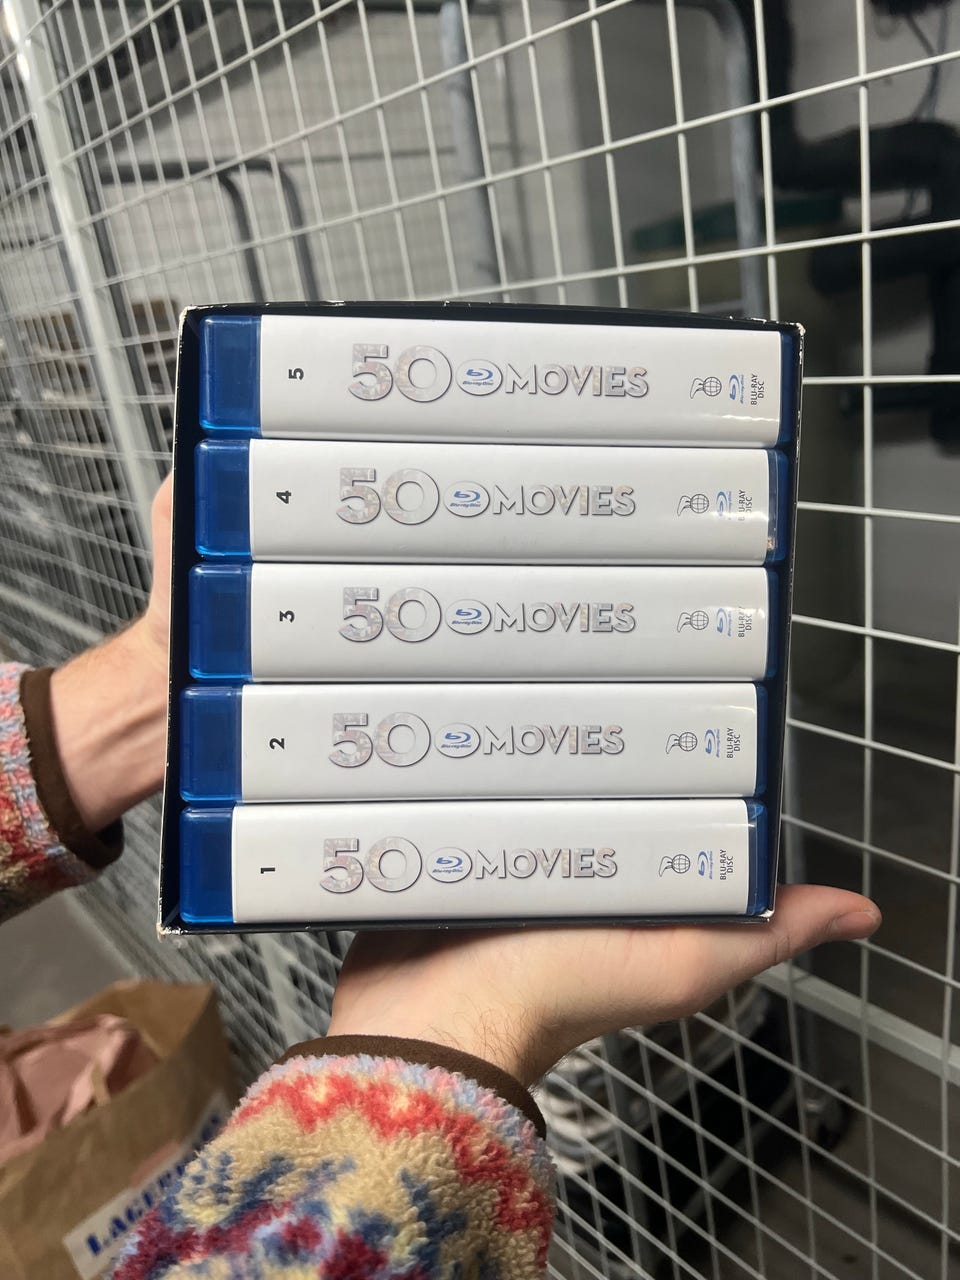 5 50 Blu-ray Disc MOVIES BLU-RAY DISC
4 50 Blu-ray Disc MOVIES BLU-RAY DISC
3 50 Blu-ray Disc MOVIES BLU-RAY DISC
2 50 Blu-ray Disc MOVIES BLU-RAY DISC
1 50 Blu-ray Disc MOVIES BLU-RAY DISC